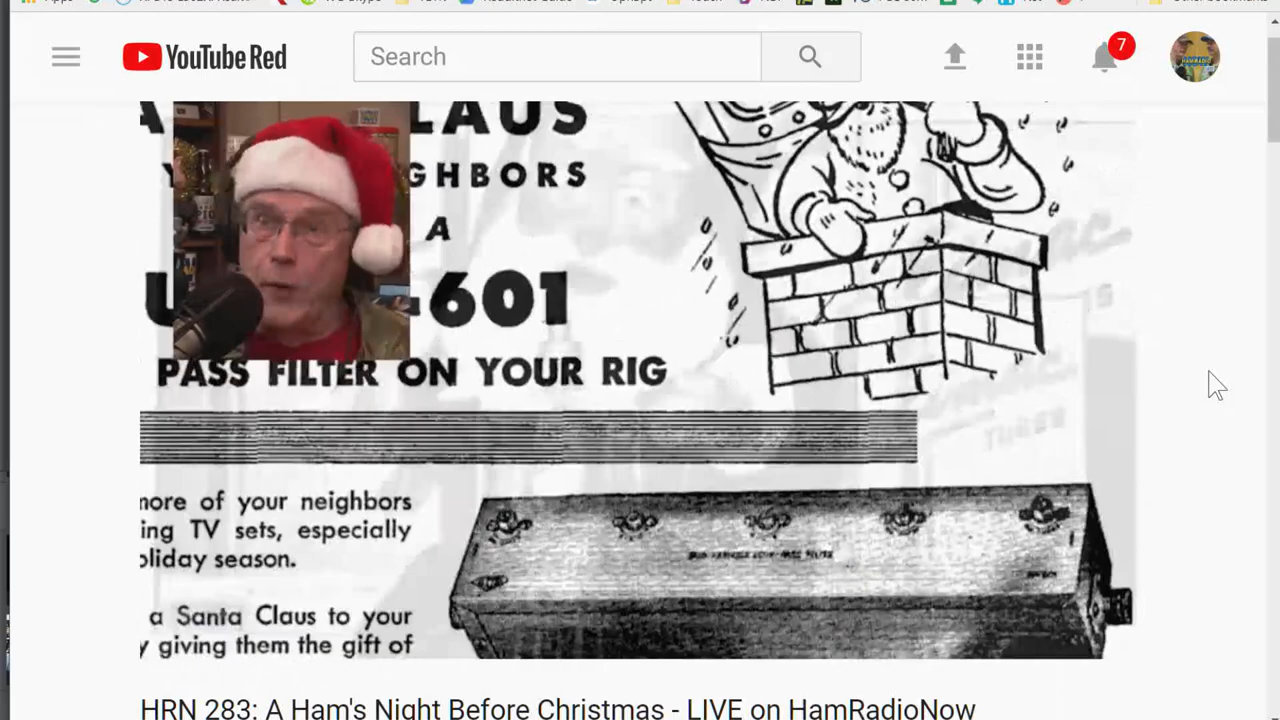 YouTube Red
Search
7
HAMRADIO
LAUS
GHBORS
A
-601
PASS FILTER ON YOUR RIG
more of your neighbors
ing TV sets, especially
oliday season.
a Santa Claus to your
y giving them the gift of
HRN 283: A Ham's Night Before Christmas - LIVE on HamRadioNow